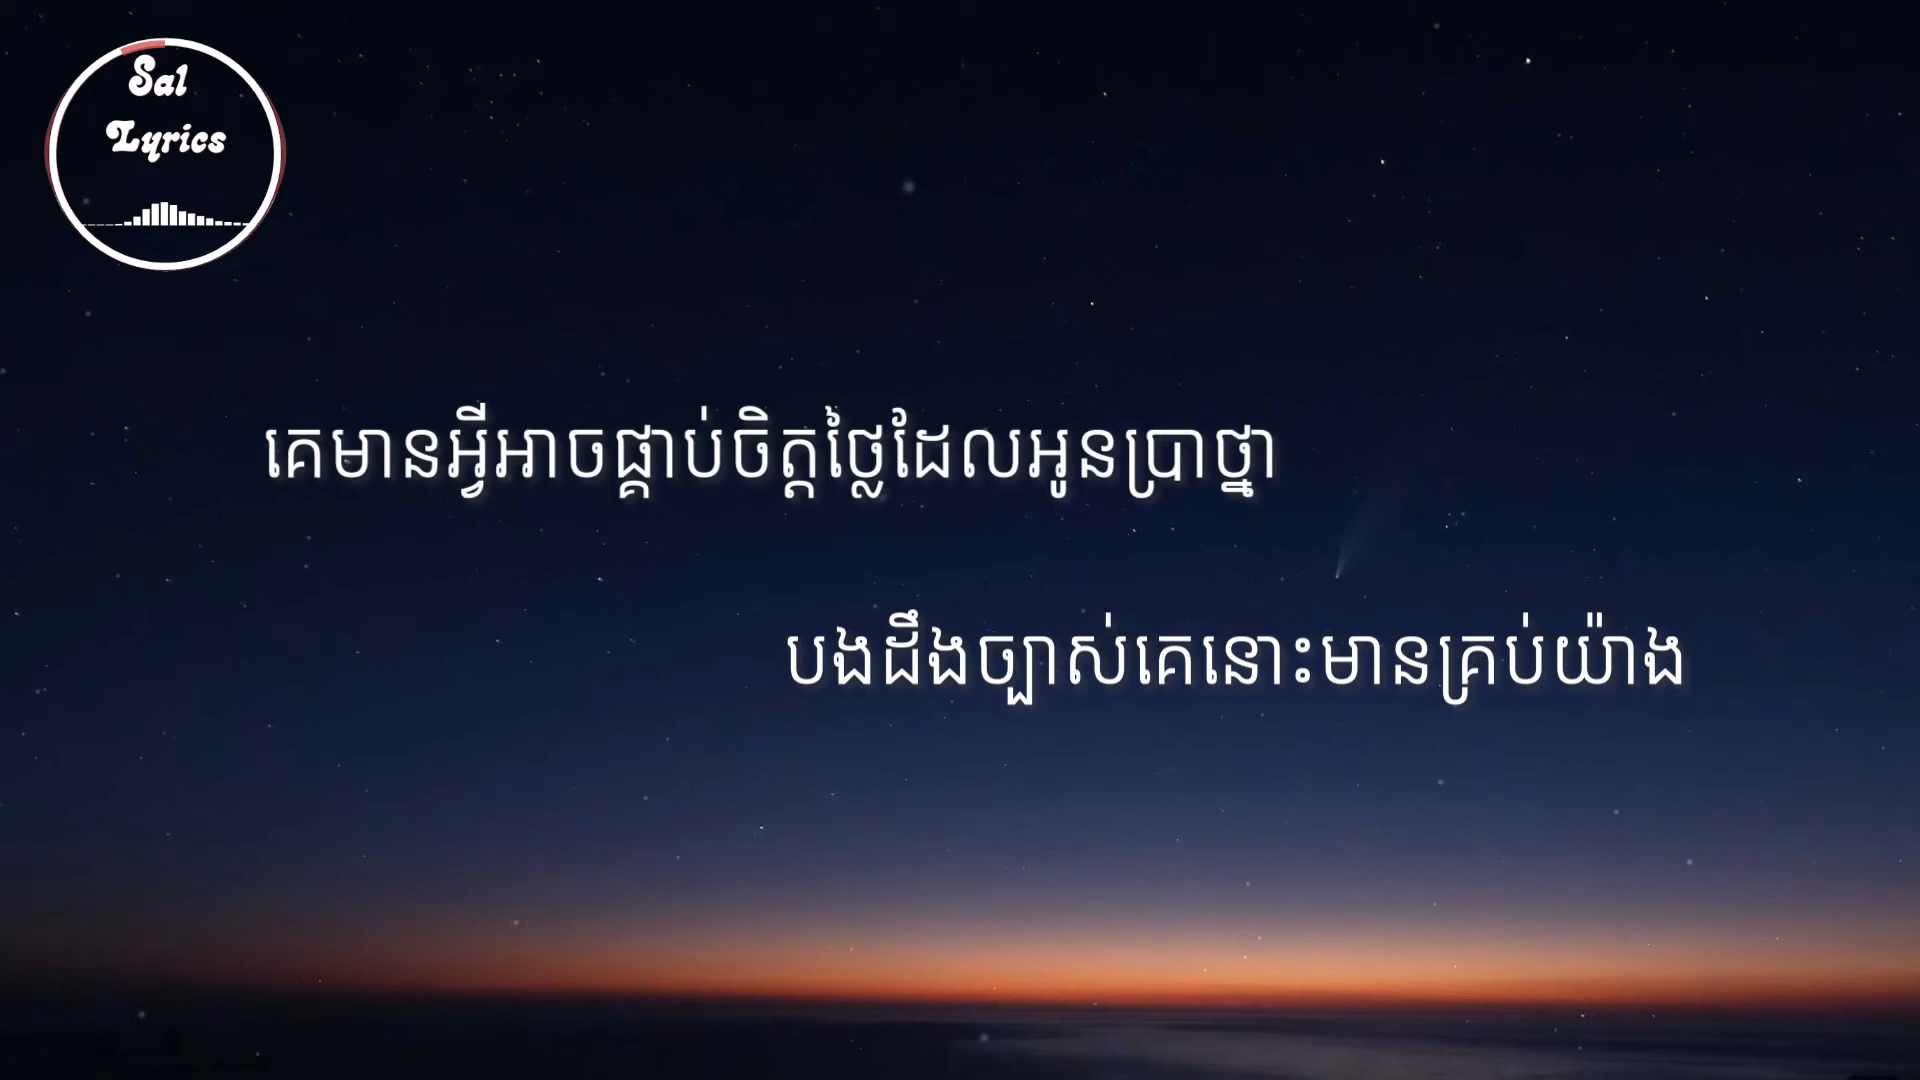 Sal
Lyrics
គេមានអ្វីអាចផ្គាប់ចិត្តថ្លៃដែលអូនប្រាថ្នា
បងដឹងច្បាស់គេនោះមានគ្រប់យ៉ាង